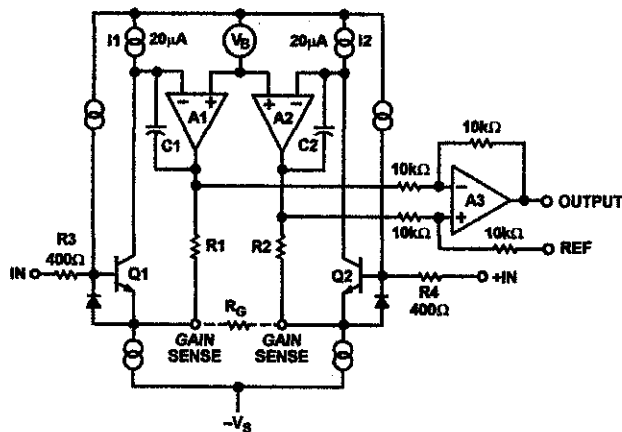 I1 20µA VB 20µA I2
− + + −
A1 A2
C1 C2
10kΩ
10kΩ
− A3 OUTPUT
+
10kΩ 10kΩ REF
R3
400Ω
R1 R2
IN Q1 Q2 +IN
R4
400Ω
RG
GAIN SENSE GAIN SENSE
−VS